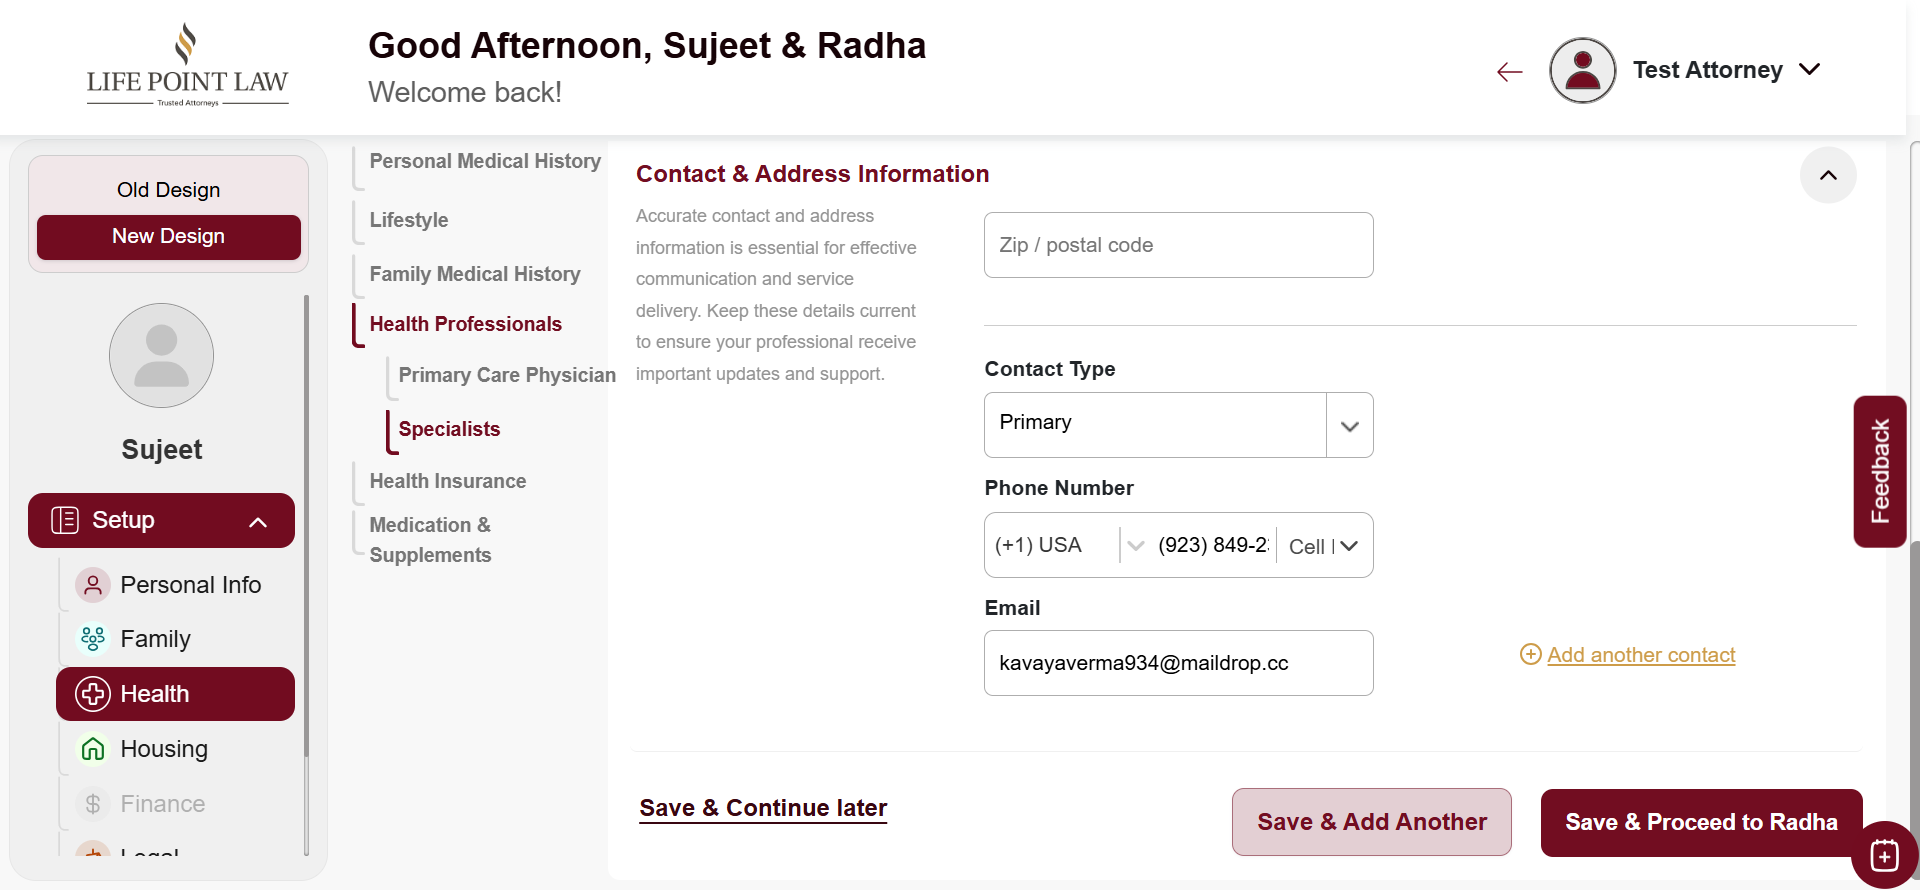 LIFE POINT LAW
Trusted Attorneys
Good Afternoon, Sujeet & Radha
Welcome back!
Test Attorney
Old Design
New Design
Sujeet
Setup
Personal Info
Family
Health
Housing
Finance
Legal
Personal Medical History
Lifestyle
Family Medical History
Health Professionals
Primary Care Physician
Specialists
Health Insurance
Medication &
Supplements
Contact & Address Information
Accurate contact and address
information is essential for effective
communication and service
delivery. Keep these details current
to ensure your professional receive
important updates and support.
Zip / postal code
Contact Type
Primary
Phone Number
(+1) USA (923) 849-2 Cell
Email
kavayaverma934@maildrop.cc
Add another contact
Save & Continue later
Save & Add Another
Save & Proceed to Radha
Feedback